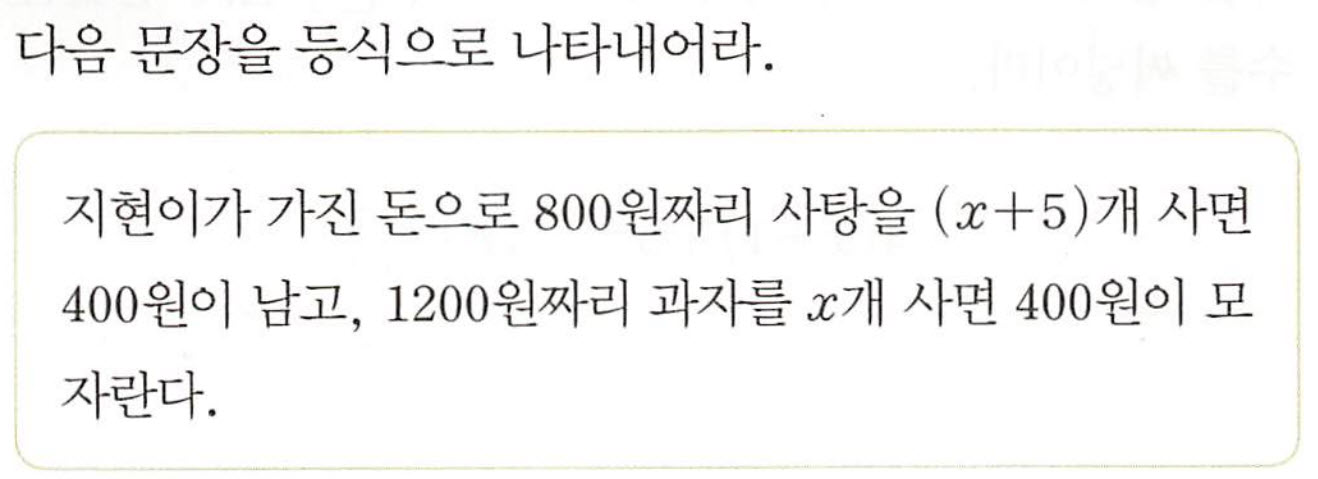 다음 문장을 등식으로 나타내어라.
지현이가 가진 돈으로 800원짜리 사탕을 (x+5)개 사면
400원이 남고, 1200원짜리 과자를 x개 사면 400원이 모
자란다.